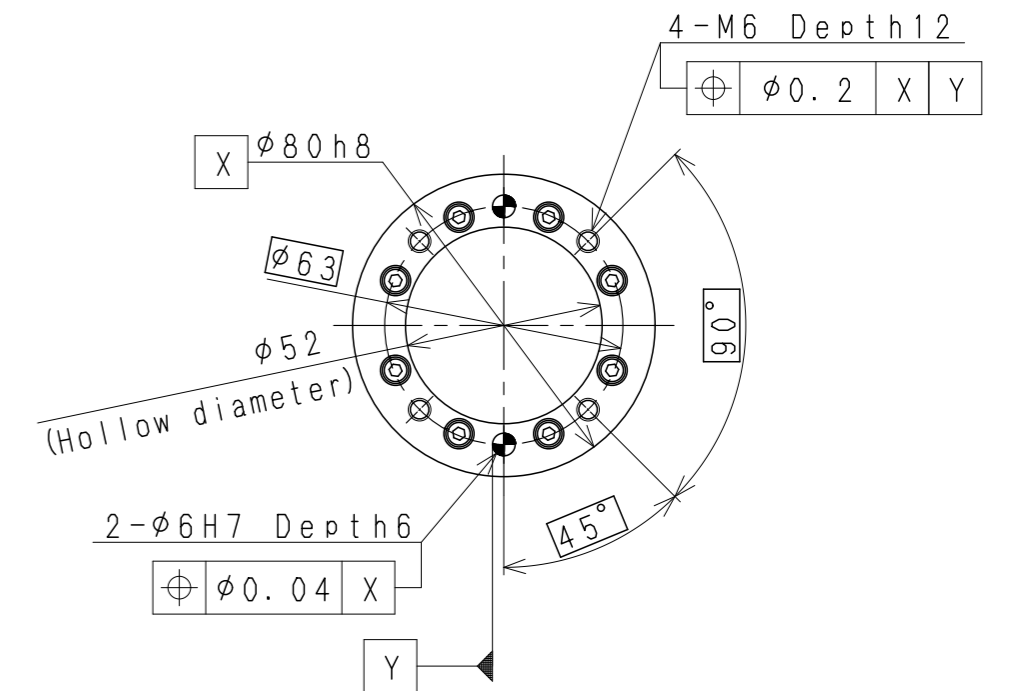 4-M6 Depth12
⌖ φ0.2 X Y
X φ80h8
φ63
90°
φ52
(Hollow diameter)
45°
2-φ6H7 Depth6
⌖ φ0.04 X
Y